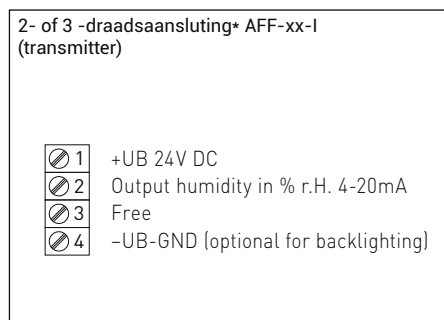 2- of 3 -draadsaansluting* AFF-xx-I
(transmitter)
1 +UB 24V DC
2 Output humidity in % r.H. 4-20mA
3 Free
4 –UB-GND (optional for backlighting)